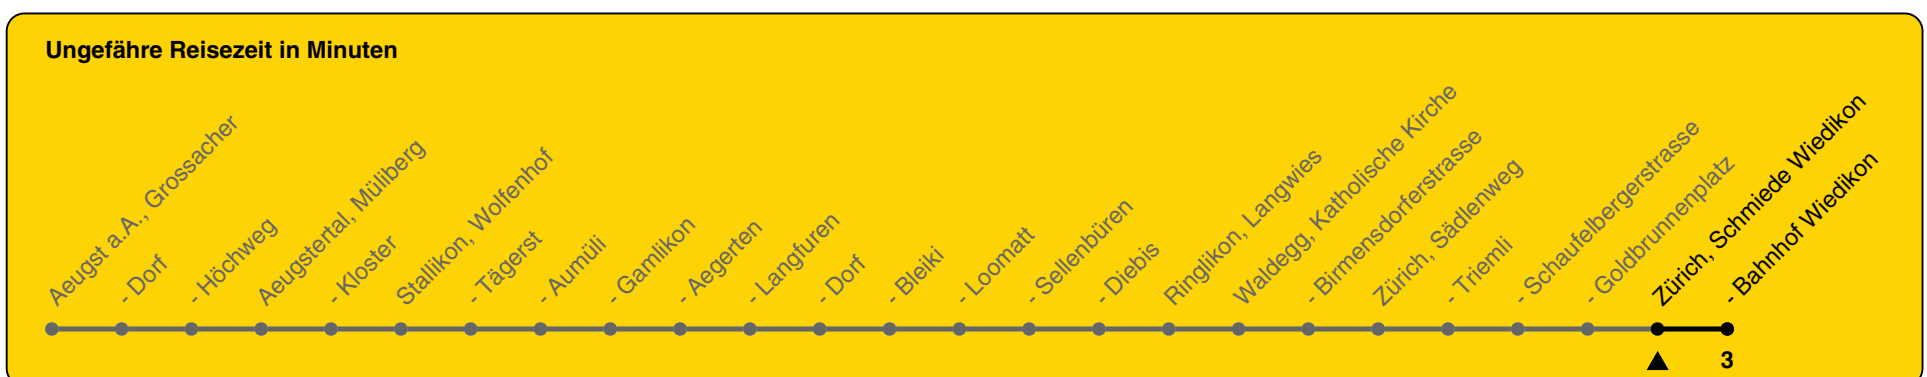 Ungefähre Reisezeit in Minuten
Aeugst a.A., Grossacher
- Dorf
- Höchweg
Aeugstertal, Müliberg
- Kloster
Stallikon, Wolfenhof
- Tägerst
- Aumüli
- Gamlikon
- Aegerten
- Langfuren
- Dorf
- Bleiki
- Loomatt
- Sellenbüren
- Diebis
Ringlikon, Langwies
Waldegg, Katholische Kirche
- Birmensdorferstrasse
Zürich, Sädlenweg
- Triemli
- Schaufelbergerstrasse
- Goldbrunnenplatz
Zürich, Schmiede Wiedikon
- Bahnhof Wiedikon
3